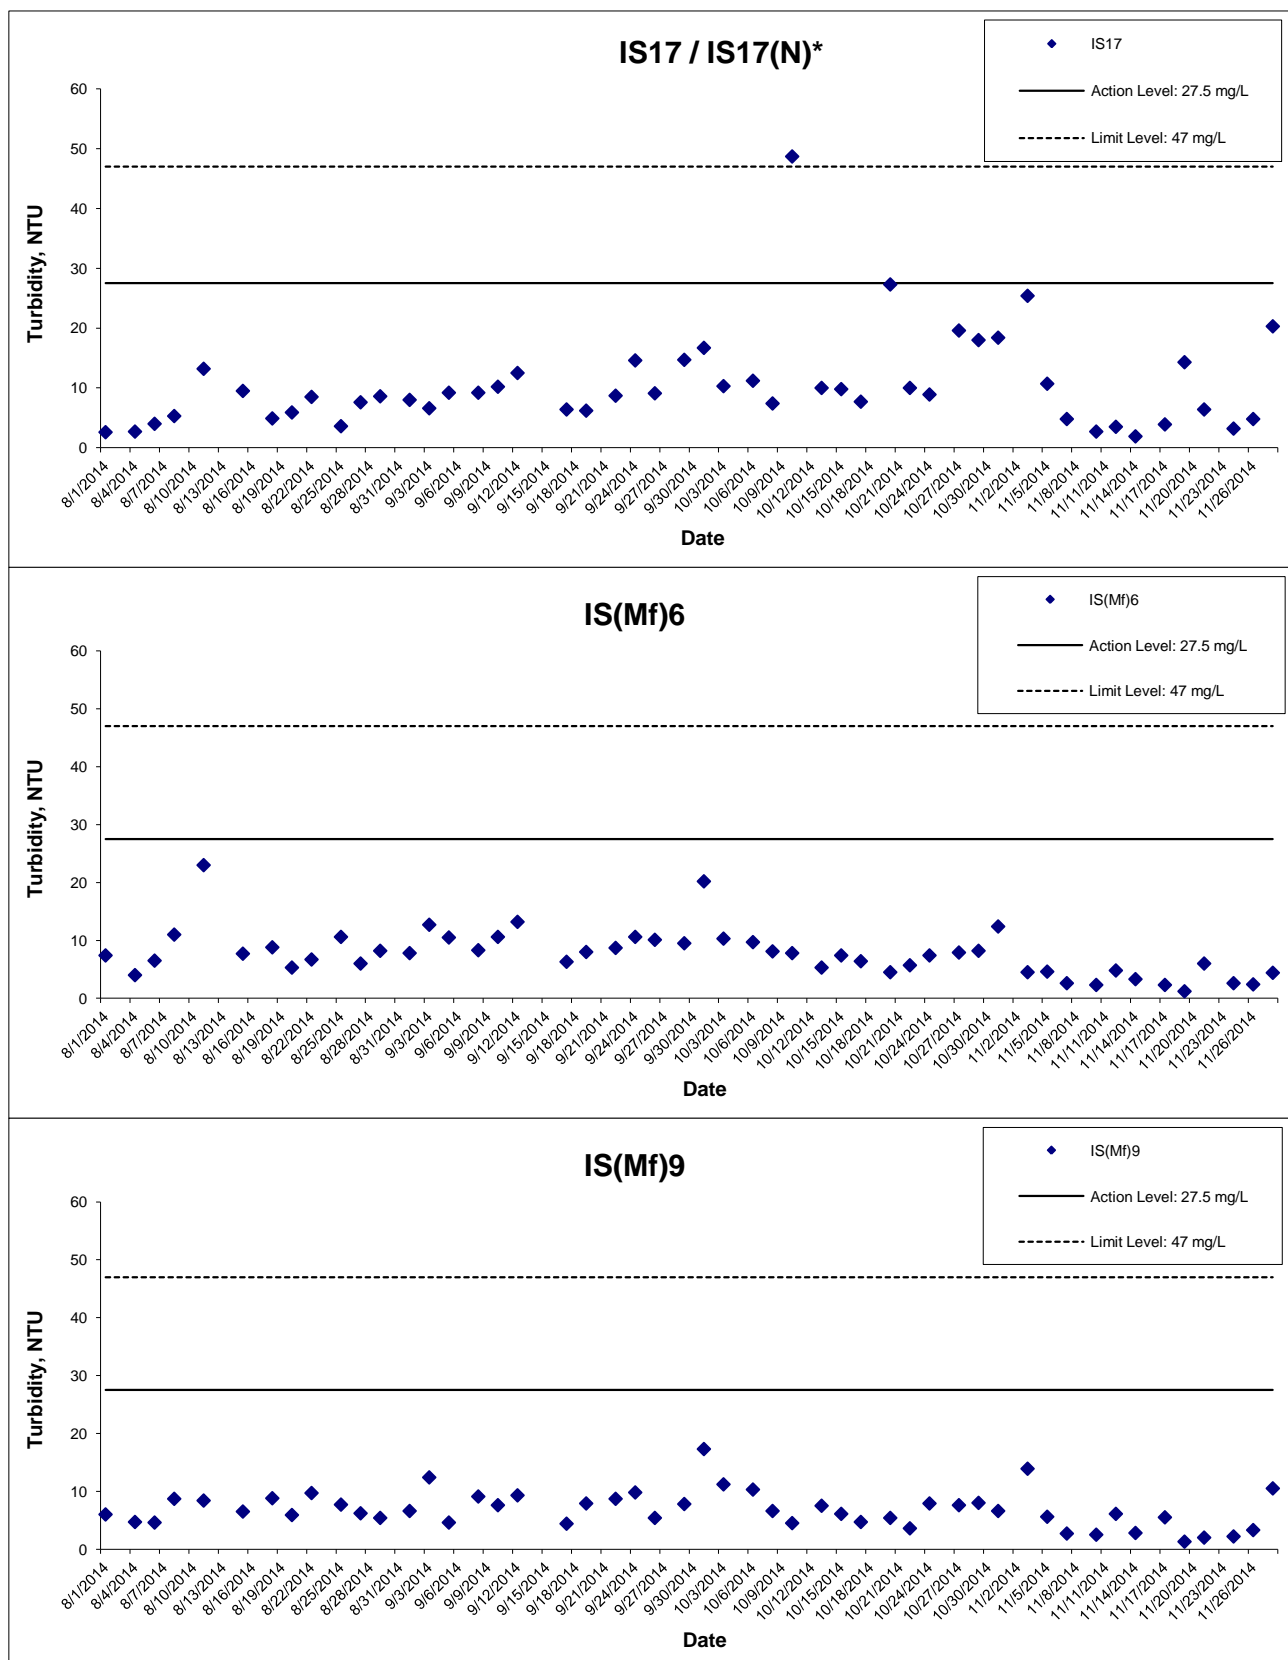 IS17 / IS17(N)*
IS17
Action Level: 27.5 mg/L
Limit Level: 47 mg/L
60
50
40
30
20
10
0
Turbidity, NTU
8/1/2014 8/4/2014 8/7/2014 8/10/2014 8/13/2014 8/16/2014 8/19/2014 8/22/2014 8/25/2014 8/28/2014 8/31/2014 9/3/2014 9/6/2014 9/9/2014 9/12/2014 9/15/2014 9/18/2014 9/21/2014 9/24/2014 9/27/2014 9/30/2014 10/3/2014 10/6/2014 10/9/2014 10/12/2014 10/15/2014 10/18/2014 10/21/2014 10/24/2014 10/27/2014 10/30/2014 11/2/2014 11/5/2014 11/8/2014 11/11/2014 11/14/2014 11/17/2014 11/20/2014 11/23/2014 11/26/2014
Date
IS(Mf)6
IS(Mf)6
Action Level: 27.5 mg/L
Limit Level: 47 mg/L
60
50
40
30
20
10
0
Turbidity, NTU
8/1/2014 8/4/2014 8/7/2014 8/10/2014 8/13/2014 8/16/2014 8/19/2014 8/22/2014 8/25/2014 8/28/2014 8/31/2014 9/3/2014 9/6/2014 9/9/2014 9/12/2014 9/15/2014 9/18/2014 9/21/2014 9/24/2014 9/27/2014 9/30/2014 10/3/2014 10/6/2014 10/9/2014 10/12/2014 10/15/2014 10/18/2014 10/21/2014 10/24/2014 10/27/2014 10/30/2014 11/2/2014 11/5/2014 11/8/2014 11/11/2014 11/14/2014 11/17/2014 11/20/2014 11/23/2014 11/26/2014
Date
IS(Mf)9
IS(Mf)9
Action Level: 27.5 mg/L
Limit Level: 47 mg/L
60
50
40
30
20
10
0
Turbidity, NTU
8/1/2014 8/4/2014 8/7/2014 8/10/2014 8/13/2014 8/16/2014 8/19/2014 8/22/2014 8/25/2014 8/28/2014 8/31/2014 9/3/2014 9/6/2014 9/9/2014 9/12/2014 9/15/2014 9/18/2014 9/21/2014 9/24/2014 9/27/2014 9/30/2014 10/3/2014 10/6/2014 10/9/2014 10/12/2014 10/15/2014 10/18/2014 10/21/2014 10/24/2014 10/27/2014 10/30/2014 11/2/2014 11/5/2014 11/8/2014 11/11/2014 11/14/2014 11/17/2014 11/20/2014 11/23/2014 11/26/2014
Date